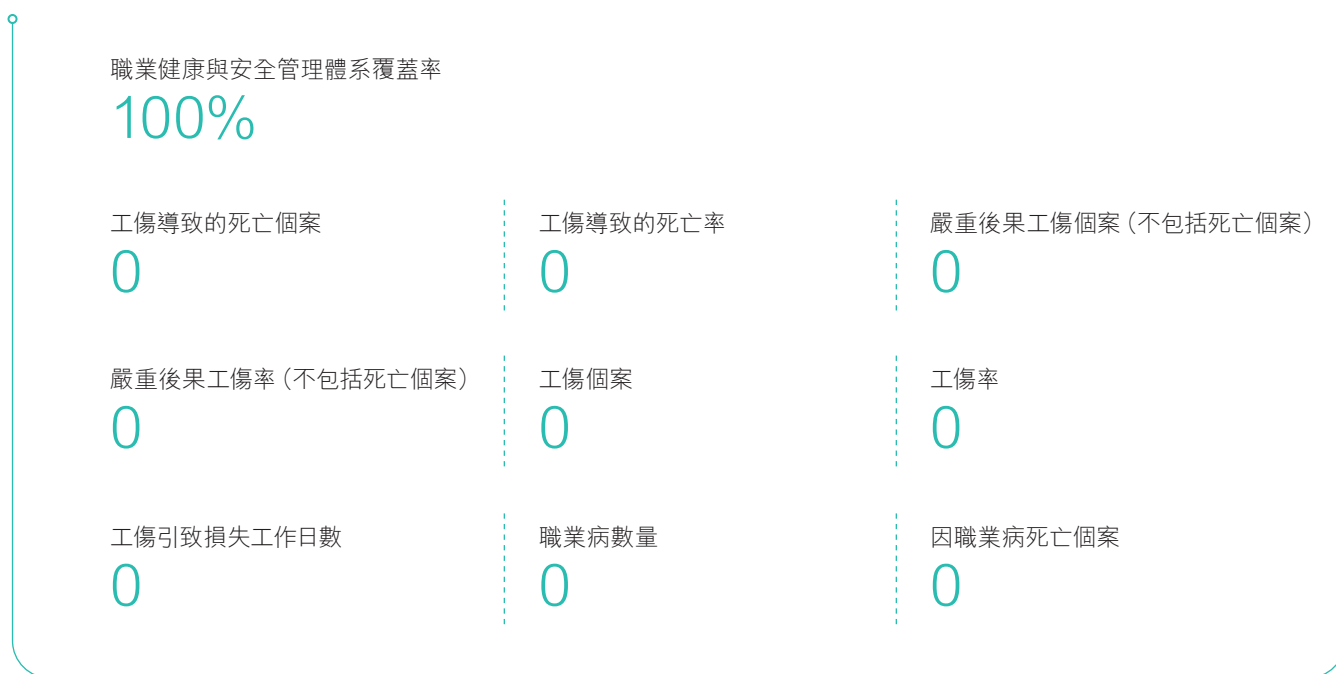 職業健康與安全管理體系覆蓋率
100%
工傷導致的死亡個案
0
工傷導致的死亡率
0
嚴重後果工傷個案（不包括死亡個案）
0
嚴重後果工傷率（不包括死亡個案）
0
工傷個案
0
工傷率
0
工傷引致損失工作日數
0
職業病數量
0
因職業病死亡個案
0